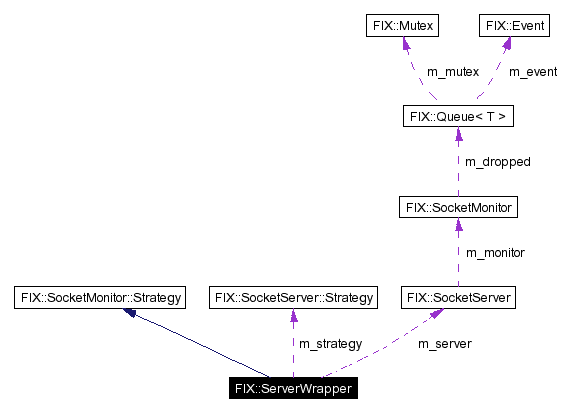 FIX::Mutex
FIX::Event
m_mutex
m_event
FIX::Queue< T >
m_dropped
FIX::SocketMonitor
m_monitor
FIX::SocketMonitor::Strategy
FIX::SocketServer::Strategy
FIX::SocketServer
m_strategy
m_server
FIX::ServerWrapper